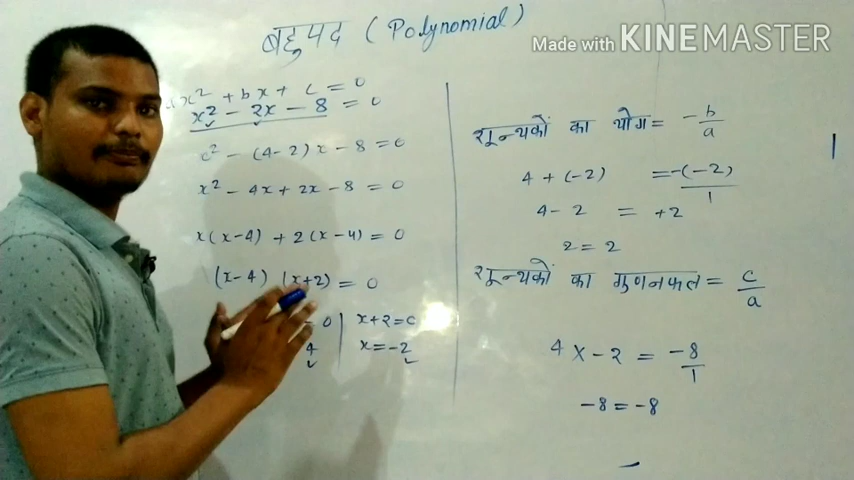 बहुपद ( Polynomial )
Made with KINEMASTER
x² + bx + c = 0
x² - 2x - 8 = 0
x² - (4-2)x - 8 = 0
x² - 4x + 2x - 8 = 0
x(x-4) + 2(x-4) = 0
(x-4) (x+2) = 0
0 | x+2=0
4 | x=-2
शून्यकों का योग = -b/a
4 + (-2) = -(-2)/1
4 - 2 = +2
2 = 2
शून्यकों का गुणनफल = c/a
4 X -2 = -8/1
-8 = -8